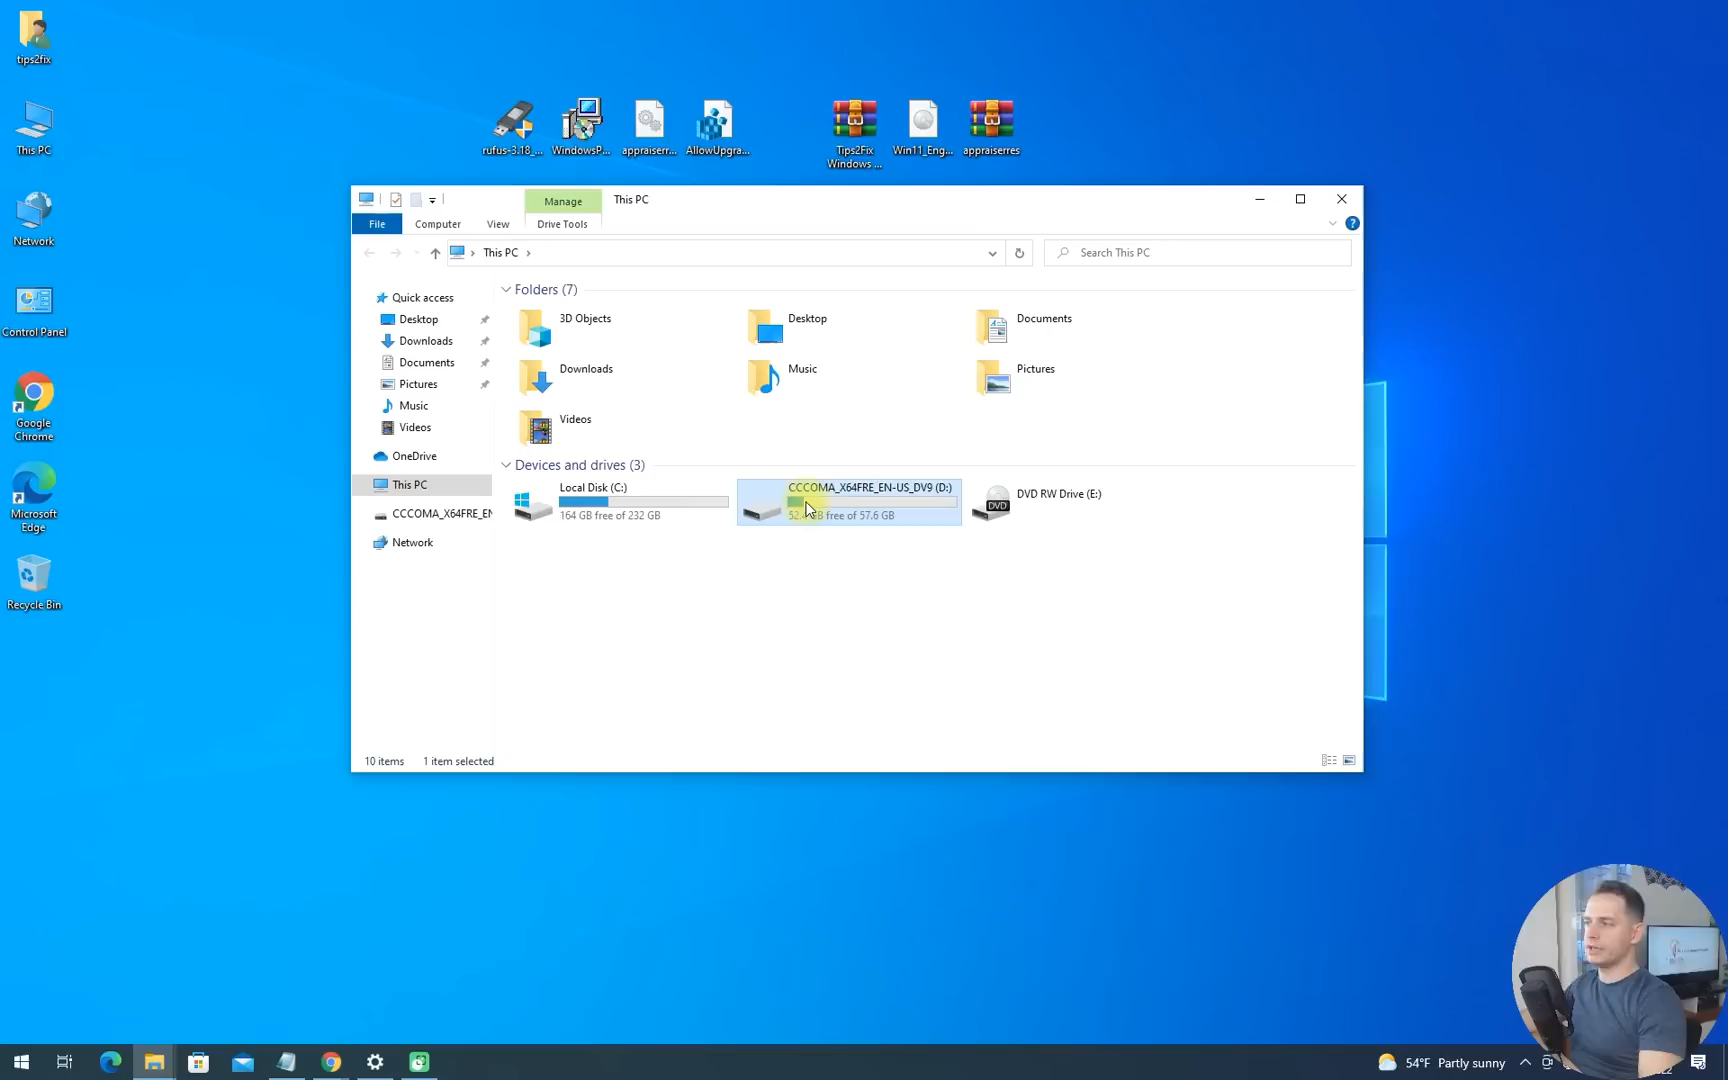 tips2fix
This PC
Network
Control Panel
Google
Chrome
Microsoft
Edge
Recycle Bin
rufus-3.18_...
WindowsP...
appraiserr...
AllowUpgra...
Tips2Fix
Windows ...
Win11_Eng...
appraiserres
Manage
This PC
File
Computer
View
Drive Tools
This PC
Search This PC
Quick access
Desktop
Downloads
Documents
Pictures
Music
Videos
OneDrive
This PC
CCCOMA_X64FRE_EN
Network
Folders (7)
3D Objects
Desktop
Documents
Downloads
Music
Pictures
Videos
Devices and drives (3)
Local Disk (C:)
164 GB free of 232 GB
CCCOMA_X64FRE_EN-US_DV9 (D:)
GB free of 57.6 GB
DVD
DVD RW Drive (E:)
10 items
1 item selected
54°F Partly sunny